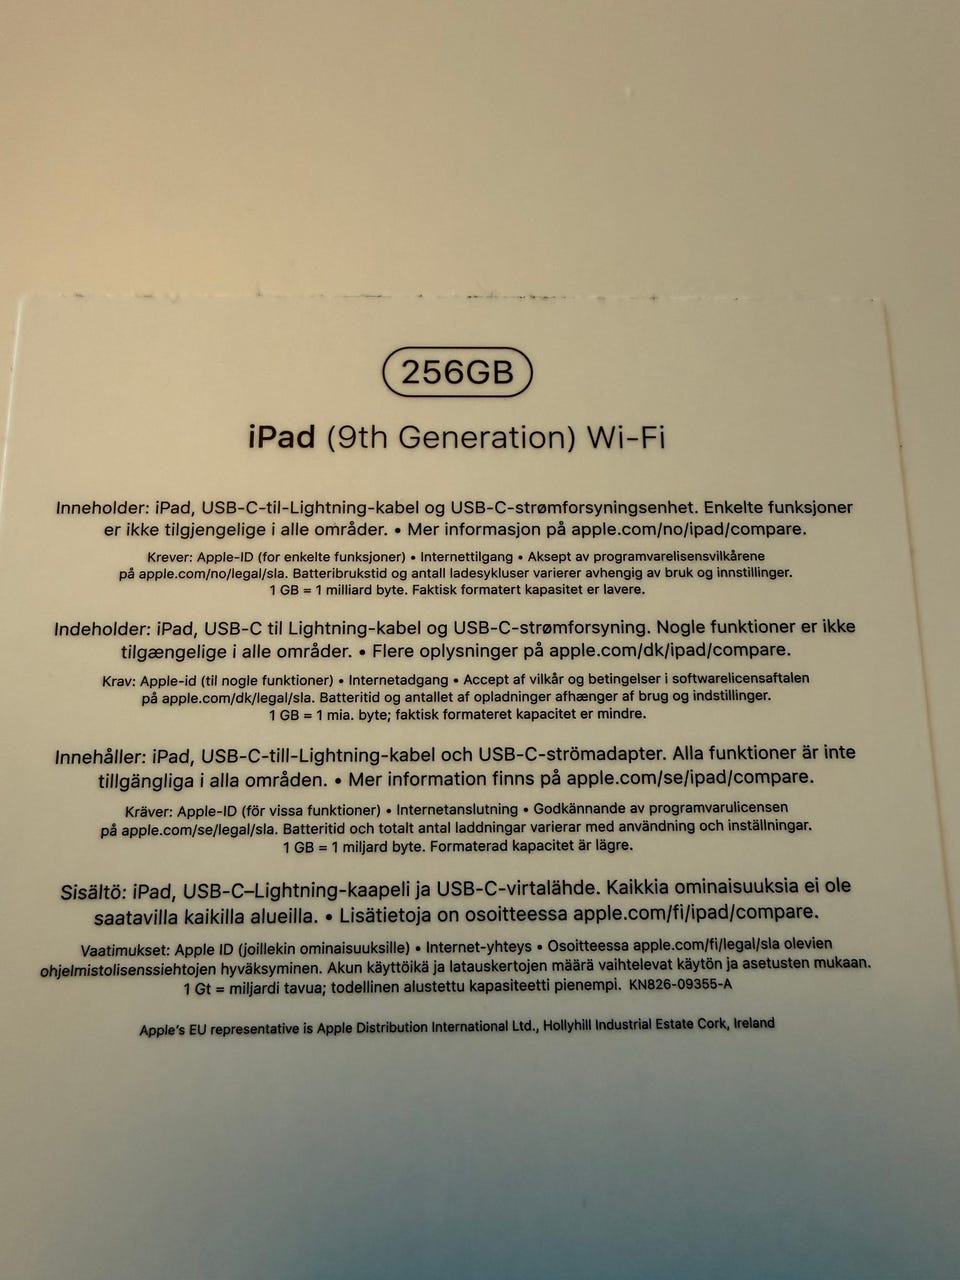 256GB
iPad (9th Generation) Wi-Fi
Inneholder: iPad, USB-C-til-Lightning-kabel og USB-C-strømforsyningsenhet. Enkelte funksjoner
er ikke tilgjengelige i alle områder. • Mer informasjon på apple.com/no/ipad/compare.
Krever: Apple-ID (for enkelte funksjoner) • Internettilgang • Aksept av programvarelisensvilkårene
på apple.com/no/legal/sla. Batteribrukstid og antall ladesykluser varierer avhengig av bruk og innstillinger.
1 GB = 1 milliard byte. Faktisk formatert kapasitet er lavere.
Indeholder: iPad, USB-C til Lightning-kabel og USB-C-strømforsyning. Nogle funktioner er ikke
tilgængelige i alle områder. • Flere oplysninger på apple.com/dk/ipad/compare.
Krav: Apple-id (til nogle funktioner) • Internetadgang • Accept af vilkår og betingelser i softwarelicensaftalen
på apple.com/dk/legal/sla. Batteritid og antallet af opladninger afhænger af brug og indstillinger.
1 GB = 1 mia. byte; faktisk formateret kapacitet er mindre.
Innehåller: iPad, USB-C-till-Lightning-kabel och USB-C-strömadapter. Alla funktioner är inte
tillgängliga i alla områden. • Mer information finns på apple.com/se/ipad/compare.
Kräver: Apple-ID (för vissa funktioner) • Internetanslutning • Godkännande av programvarulicensen
på apple.com/se/legal/sla. Batteritid och totalt antal laddningar varierar med användning och inställningar.
1 GB = 1 miljard byte. Formaterad kapacitet är lägre.
Sisältö: iPad, USB-C–Lightning-kaapeli ja USB-C-virtalähde. Kaikkia ominaisuuksia ei ole
saatavilla kaikilla alueilla. • Lisätietoja on osoitteessa apple.com/fi/ipad/compare.
Vaatimukset: Apple ID (joillekin ominaisuuksille) • Internet-yhteys • Osoitteessa apple.com/fi/legal/sla olevien
ohjelmistolisenssiehtojen hyväksyminen. Akun käyttöikä ja latauskertojen määrä vaihtelevat käytön ja asetusten mukaan.
1 Gt = miljardi tavua; todellinen alustettu kapasiteetti pienempi. KN826-09355-A
Apple's EU representative is Apple Distribution International Ltd., Hollyhill Industrial Estate Cork, Ireland